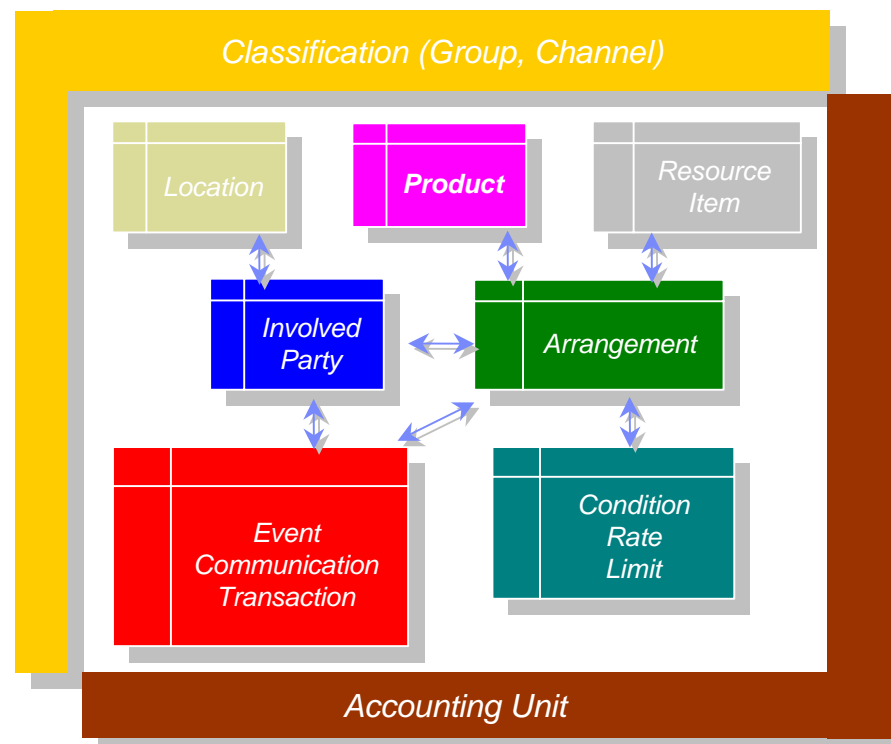 Classification (Group, Channel)
Location
Product
Resource
Item
Involved
Party
Arrangement
Event
Communication
Transaction
Condition
Rate
Limit
Accounting Unit